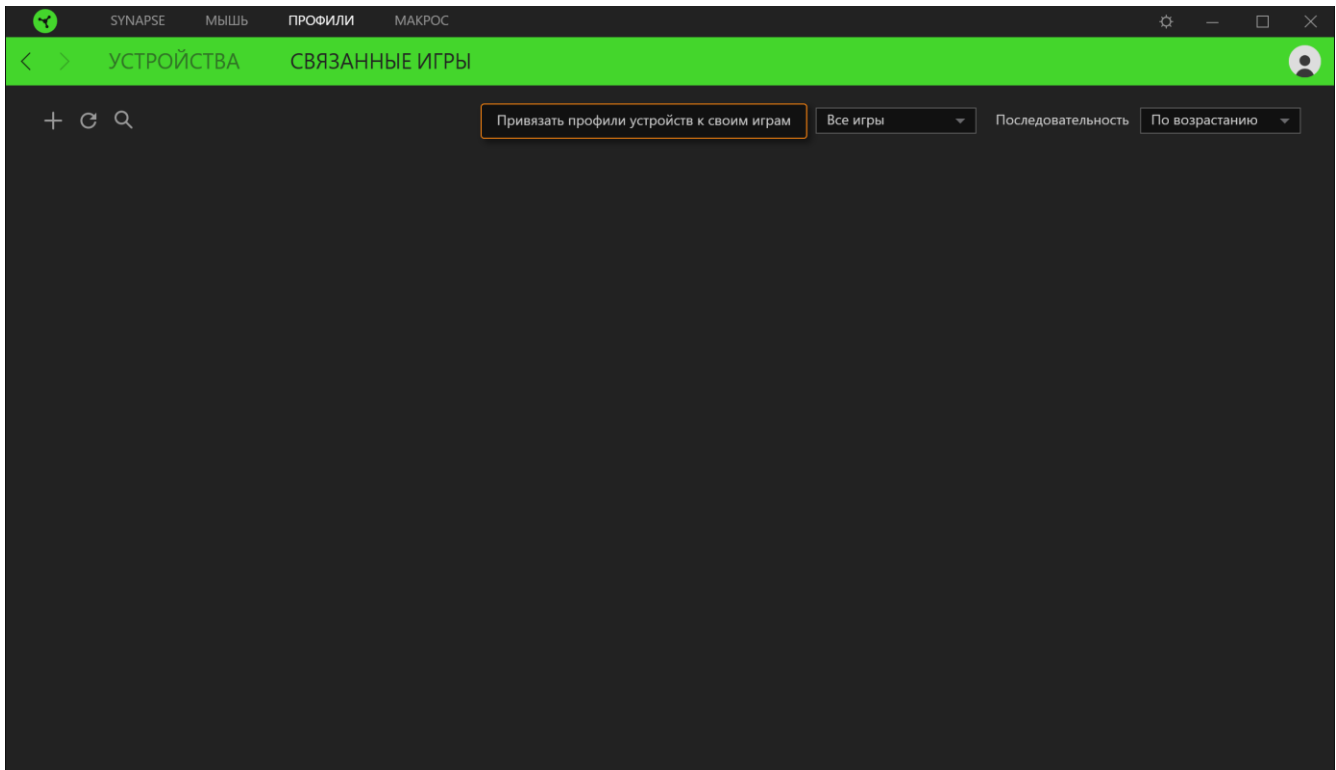 SYNAPSE МЫШЬ ПРОФИЛИ МАКРОС
УСТРОЙСТВА СВЯЗАННЫЕ ИГРЫ
Привязать профили устройств к своим играм Все игры Последовательность По возрастанию